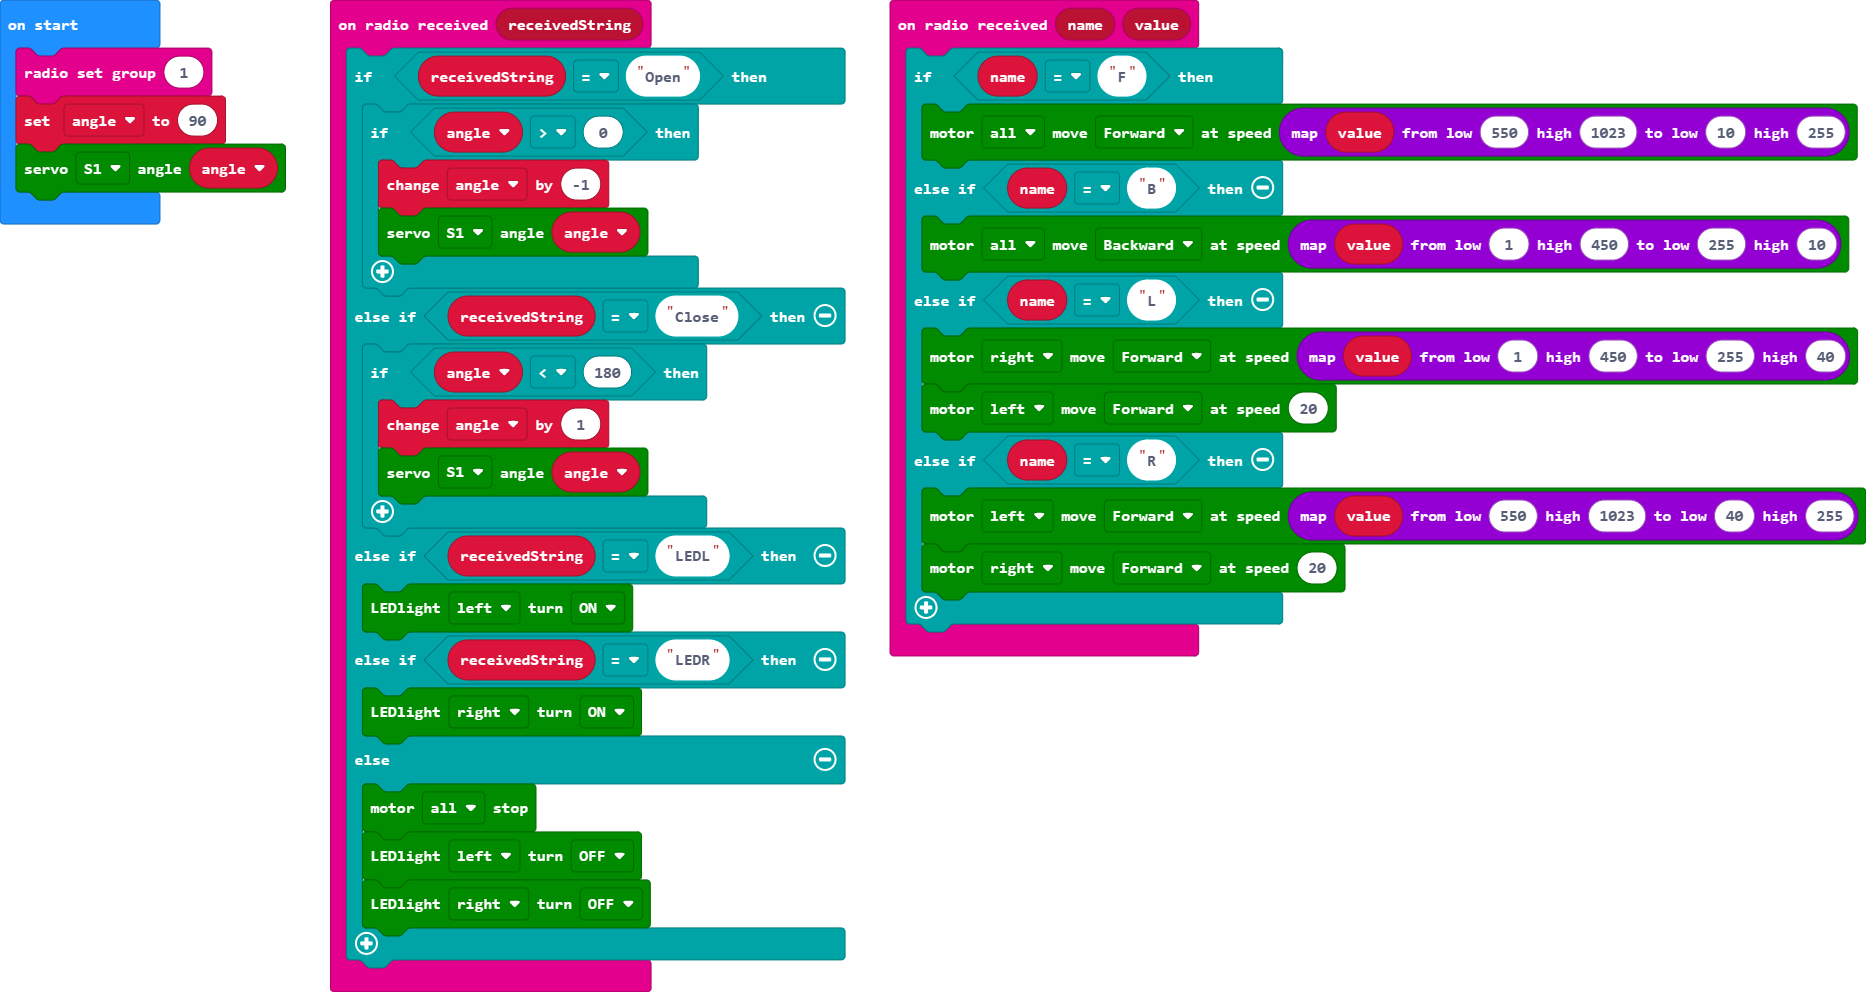 on start
radio set group 1
set angle to 90
servo S1 angle angle
on radio received receivedString
if receivedString = "Open" then
if angle > 0 then
change angle by -1
servo S1 angle angle
else if receivedString = "Close" then
if angle < 180 then
change angle by 1
servo S1 angle angle
else if receivedString = "LEDL" then
LEDlight left turn ON
else if receivedString = "LEDR" then
LEDlight right turn ON
else
motor all stop
LEDlight left turn OFF
LEDlight right turn OFF
on radio received name value
if name = "F" then
motor all move Forward at speed map value from low 550 high 1023 to low 10 high 255
else if name = "B" then
motor all move Backward at speed map value from low 1 high 450 to low 255 high 10
else if name = "L" then
motor right move Forward at speed map value from low 1 high 450 to low 255 high 40
motor left move Forward at speed 20
else if name = "R" then
motor left move Forward at speed map value from low 550 high 1023 to low 40 high 255
motor right move Forward at speed 20